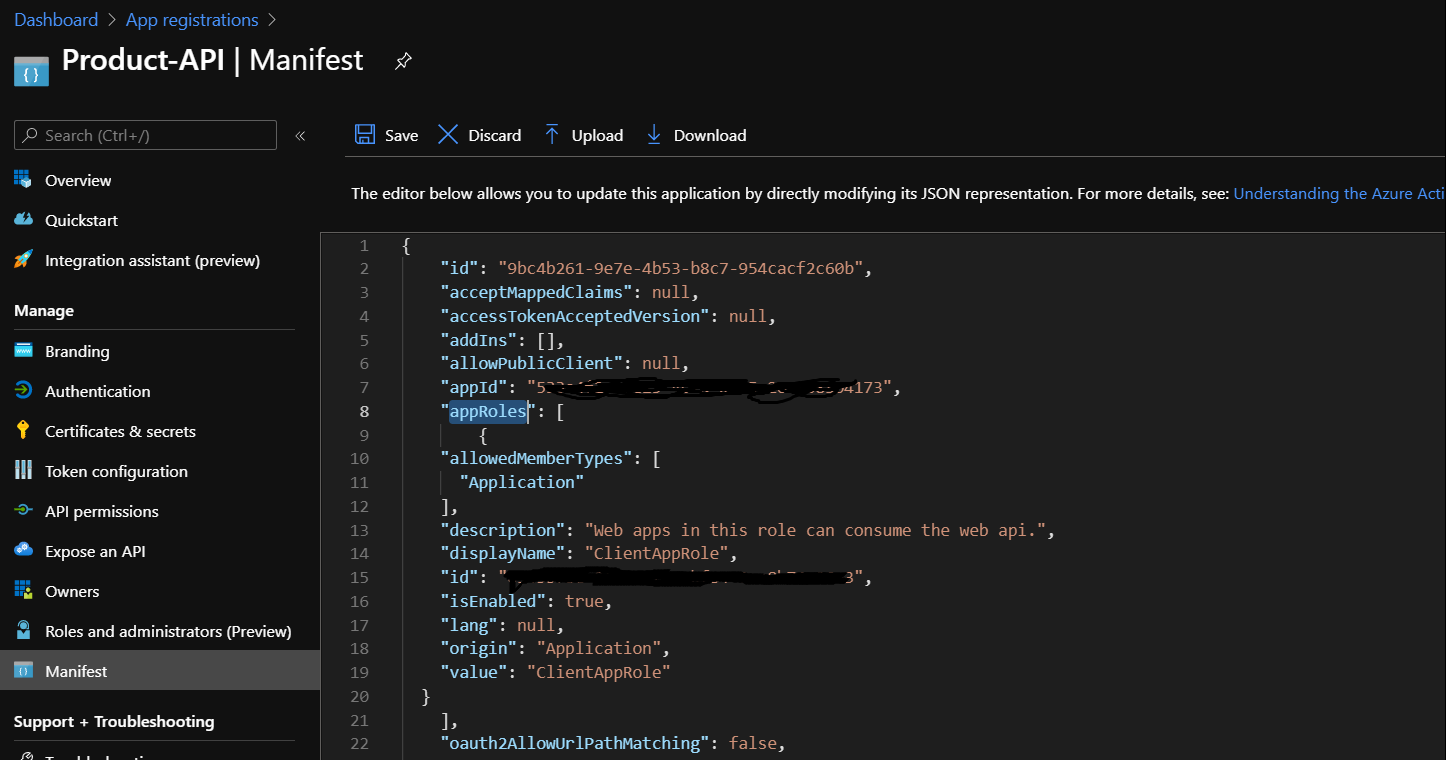 Dashboard > App registrations >
Product-API | Manifest
Search (Ctrl+/)
«
Save Discard Upload Download
Overview
Quickstart
Integration assistant (preview)
Manage
Branding
Authentication
Certificates & secrets
Token configuration
API permissions
Expose an API
Owners
Roles and administrators (Preview)
Manifest
Support + Troubleshooting
The editor below allows you to update this application by directly modifying its JSON representation. For more details, see: Understanding the Azure Acti
1 {
2 "id": "9bc4b261-9e7e-4b53-b8c7-954cacf2c60b",
3 "acceptMappedClaims": null,
4 "accessTokenAcceptedVersion": null,
5 "addIns": [],
6 "allowPublicClient": null,
7 "appId": "53 4173",
8 "appRoles": [
9 {
10 "allowedMemberTypes": [
11 "Application"
12 ],
13 "description": "Web apps in this role can consume the web api.",
14 "displayName": "ClientAppRole",
15 "id": " 3",
16 "isEnabled": true,
17 "lang": null,
18 "origin": "Application",
19 "value": "ClientAppRole"
20 }
21 ],
22 "oauth2AllowUrlPathMatching": false,